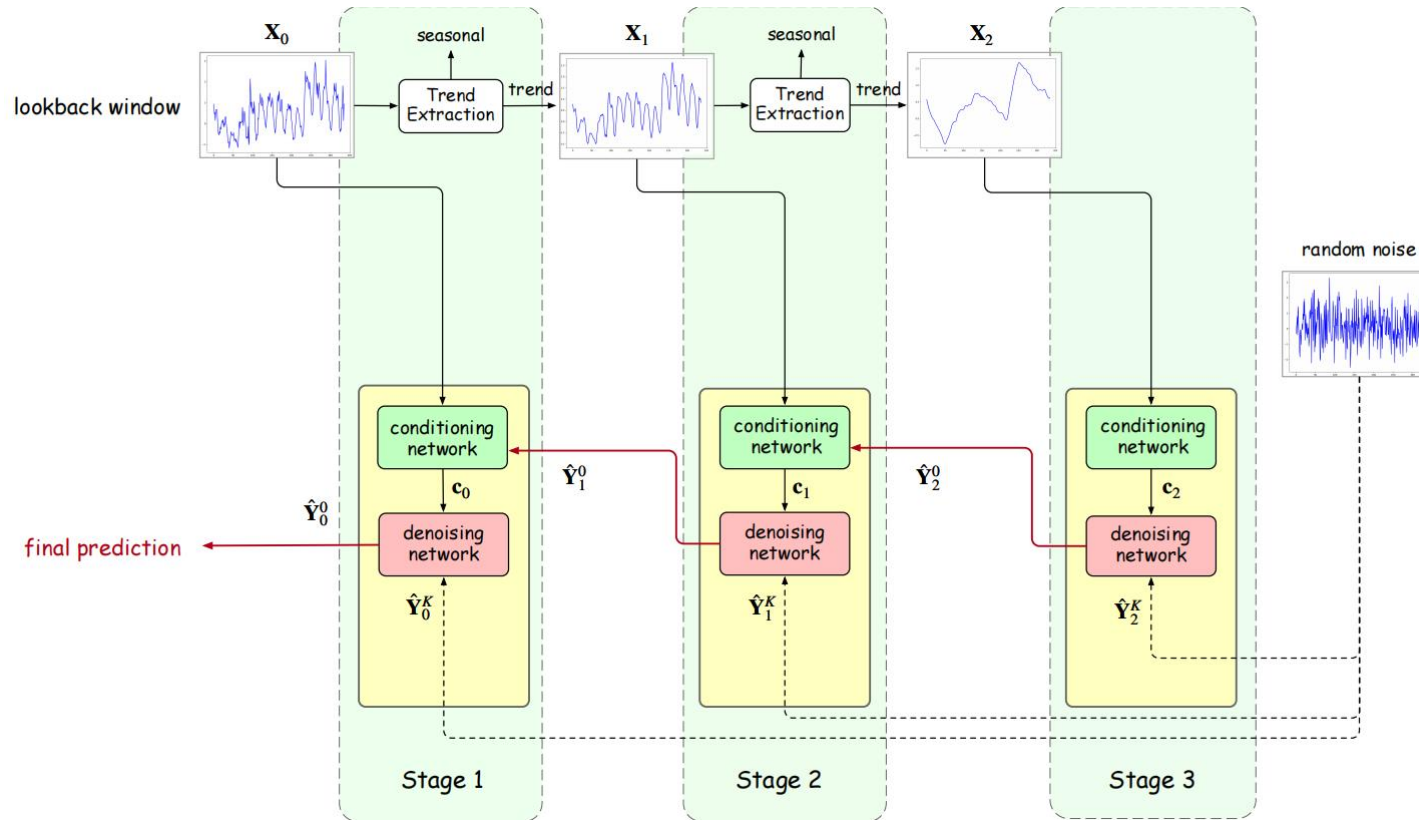 X₀
seasonal
X₁
seasonal
X₂
lookback window
Trend
Extraction
trend
Trend
Extraction
trend
random noise
conditioning
network
conditioning
network
conditioning
network
c₀
Ŷ₁⁰
c₁
Ŷ₂⁰
c₂
Ŷ₀⁰
final prediction
denoising
network
denoising
network
denoising
network
Ŷ₀ᴷ
Ŷ₁ᴷ
Ŷ₂ᴷ
Stage 1
Stage 2
Stage 3